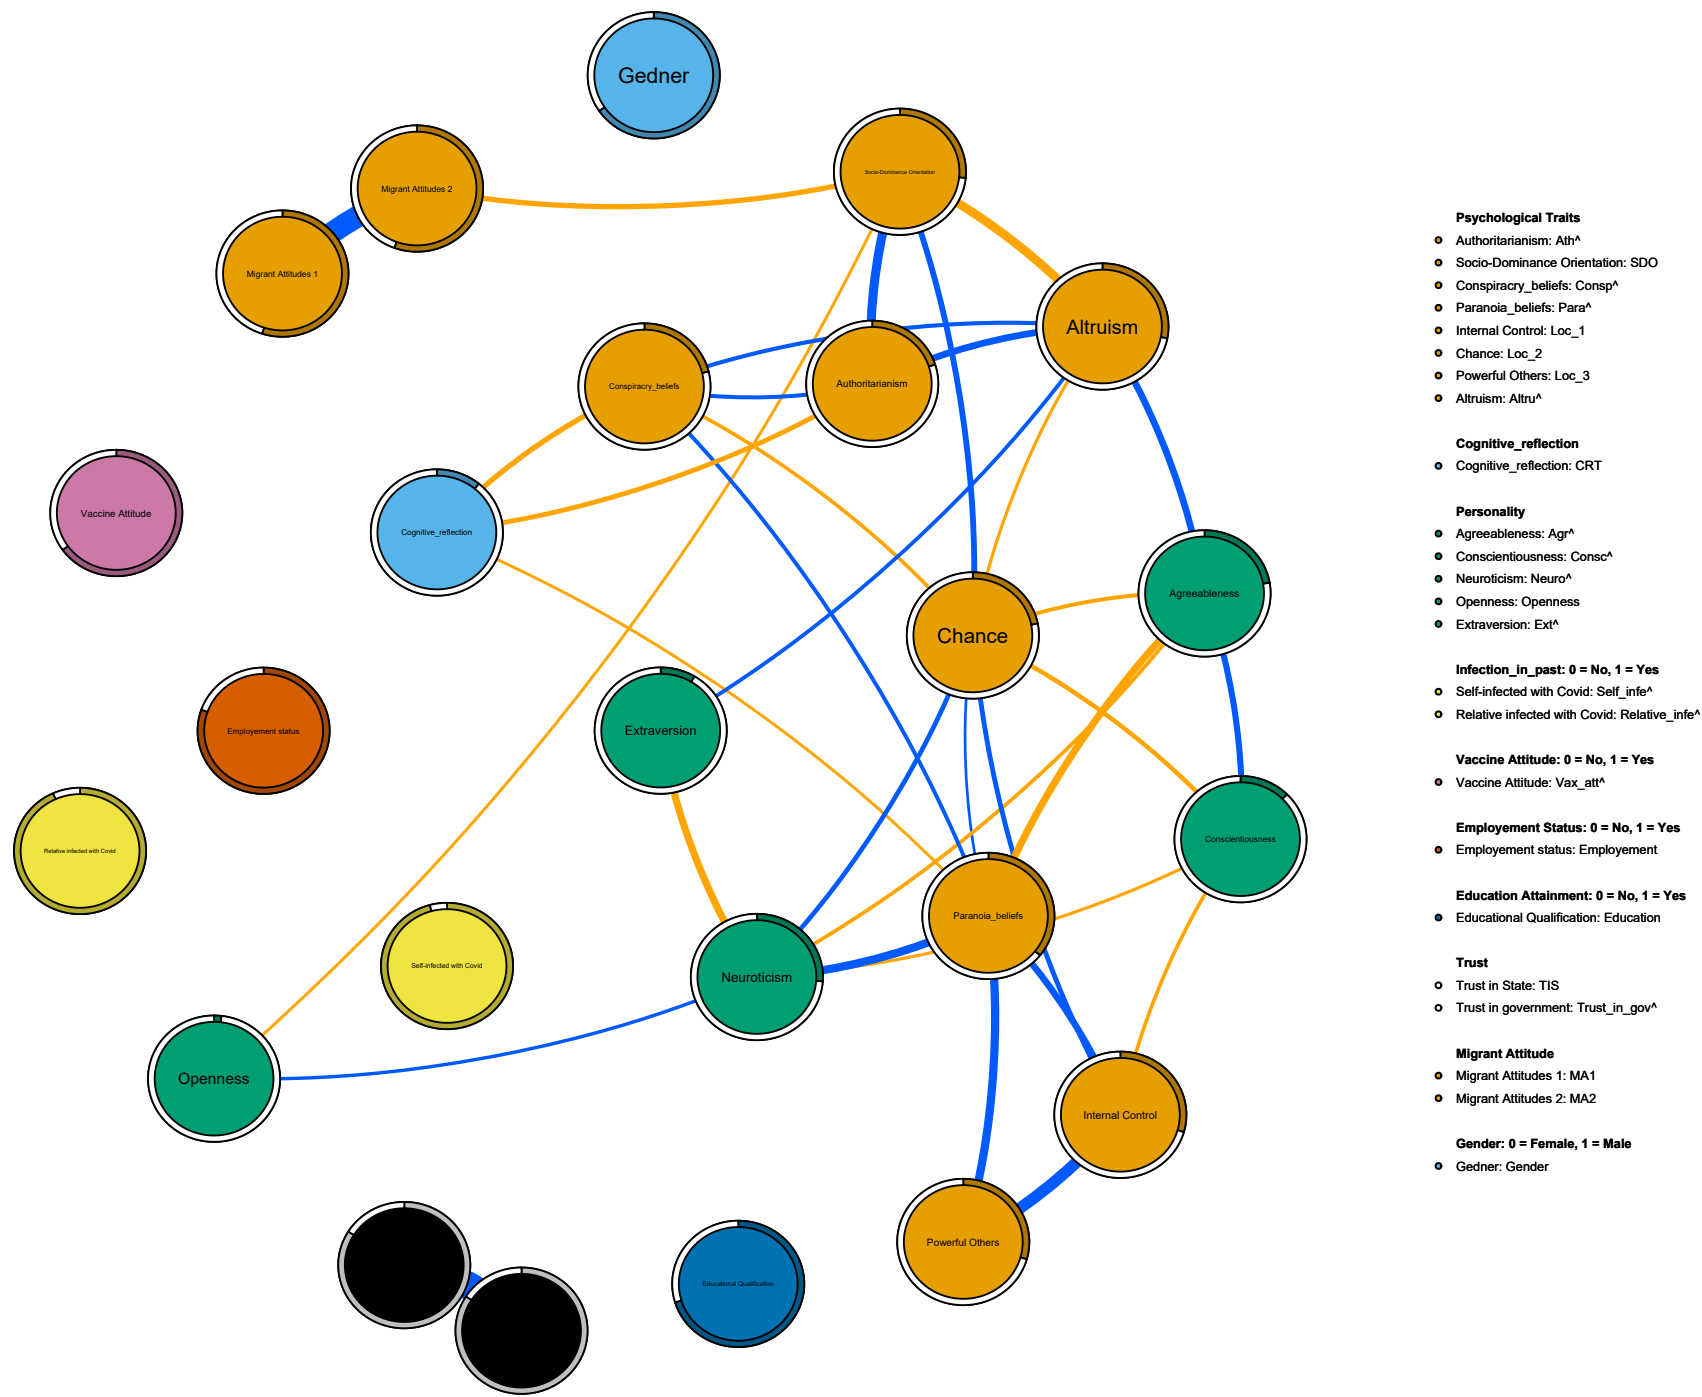 Gedner
Socio-Dominance Orientation
Migrant Attitudes 2
Migrant Attitudes 1
Altruism
Conspiracry_beliefs
Authoritarianism
Vaccine Attitude
Cognitive_reflection
Agreeableness
Chance
Employement status
Extraversion
Conscientiousness
Relative infected with Covid
Paranoia_beliefs
Self-infected with Covid
Neuroticism
Openness
Internal Control
Powerful Others
Educational Qualification
Psychological Traits
Authoritarianism: Ath^
Socio-Dominance Orientation: SDO
Conspiracry_beliefs: Consp^
Paranoia_beliefs: Para^
Internal Control: Loc_1
Chance: Loc_2
Powerful Others: Loc_3
Altruism: Altru^
Cognitive_reflection
Cognitive_reflection: CRT
Personality
Agreeableness: Agr^
Conscientiousness: Consc^
Neuroticism: Neuro^
Openness: Openness
Extraversion: Ext^
Infection_in_past: 0 = No, 1 = Yes
Self-infected with Covid: Self_infe^
Relative infected with Covid: Relative_infe^
Vaccine Attitude: 0 = No, 1 = Yes
Vaccine Attitude: Vax_att^
Employement Status: 0 = No, 1 = Yes
Employement status: Employement
Education Attainment: 0 = No, 1 = Yes
Educational Qualification: Education
Trust
Trust in State: TIS
Trust in government: Trust_in_gov^
Migrant Attitude
Migrant Attitudes 1: MA1
Migrant Attitudes 2: MA2
Gender: 0 = Female, 1 = Male
Gedner: Gender